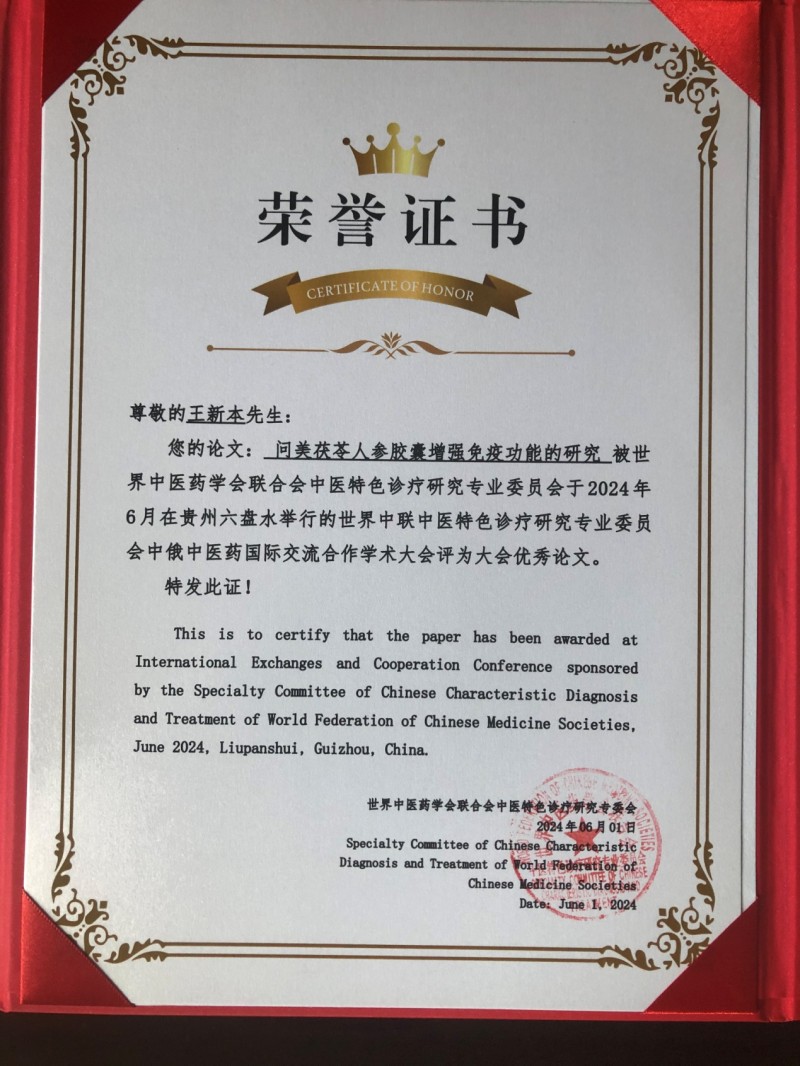 荣誉证书
CERTIFICATE OF HONOR
尊敬的王新本先生：
您的论文： 问美茯苓人参胶囊增强免疫功能的研究 被世
界中医药学会联合会中医特色诊疗研究专业委员会于2024年
6月在贵州六盘水举行的世界中联中医特色诊疗研究专业委员
会中俄中医药国际交流合作学术大会评为大会优秀论文。
特发此证！
This is to certify that the paper has been awarded at
International Exchanges and Cooperation Conference sponsored
by the Specialty Committee of Chinese Characteristic Diagnosis
and Treatment of World Federation of Chinese Medicine Societies,
June 2024, Liupanshui, Guizhou, China.
世界中医药学会联合会中医特色诊疗研究专委会
2024年06月01日
Specialty Committee of Chinese Characteristic
Diagnosis and Treatment of World Federation of
Chinese Medicine Societies
Date: June 1, 2024